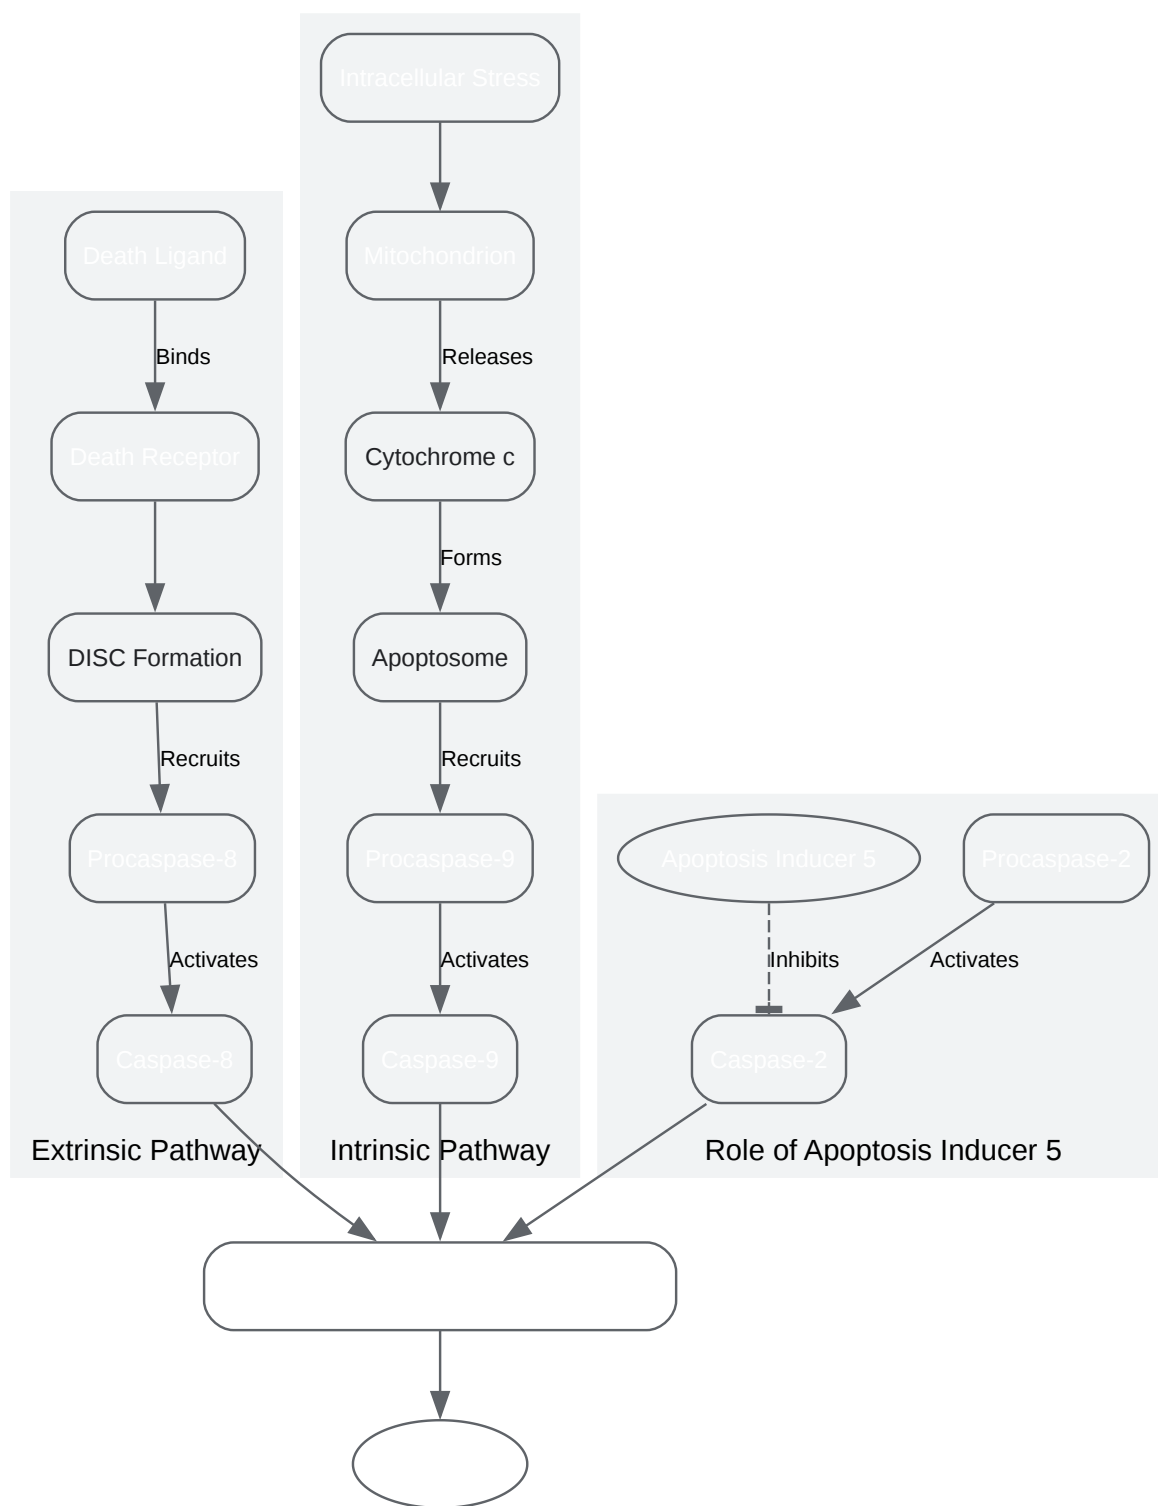 Intracellular Stress
Death Ligand
Mitochondrion
Binds
Releases
Death Receptor
Cytochrome c
Forms
DISC Formation
Apoptosome
Recruits
Recruits
Procaspase-8
Procaspase-9
Apoptosis Inducer 5
Procaspase-2
Activates
Activates
Inhibits
Activates
Caspase-8
Caspase-9
Caspase-2
Extrinsic Pathway
Intrinsic Pathway
Role of Apoptosis Inducer 5